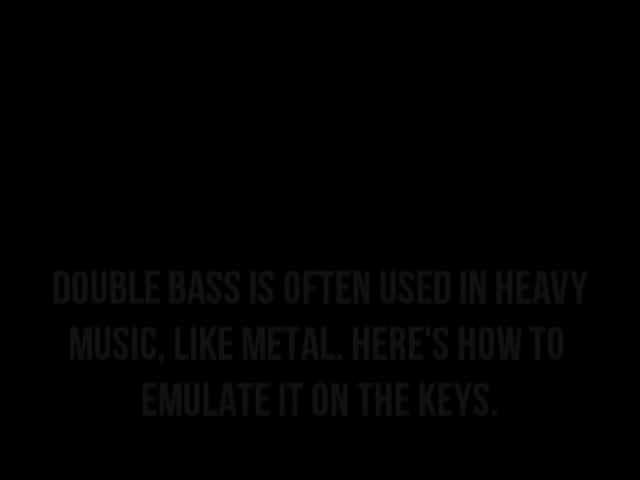 DOUBLE BASS IS OFTEN USED IN HEAVY
MUSIC, LIKE METAL. HERE'S HOW TO
EMULATE IT ON THE KEYS.